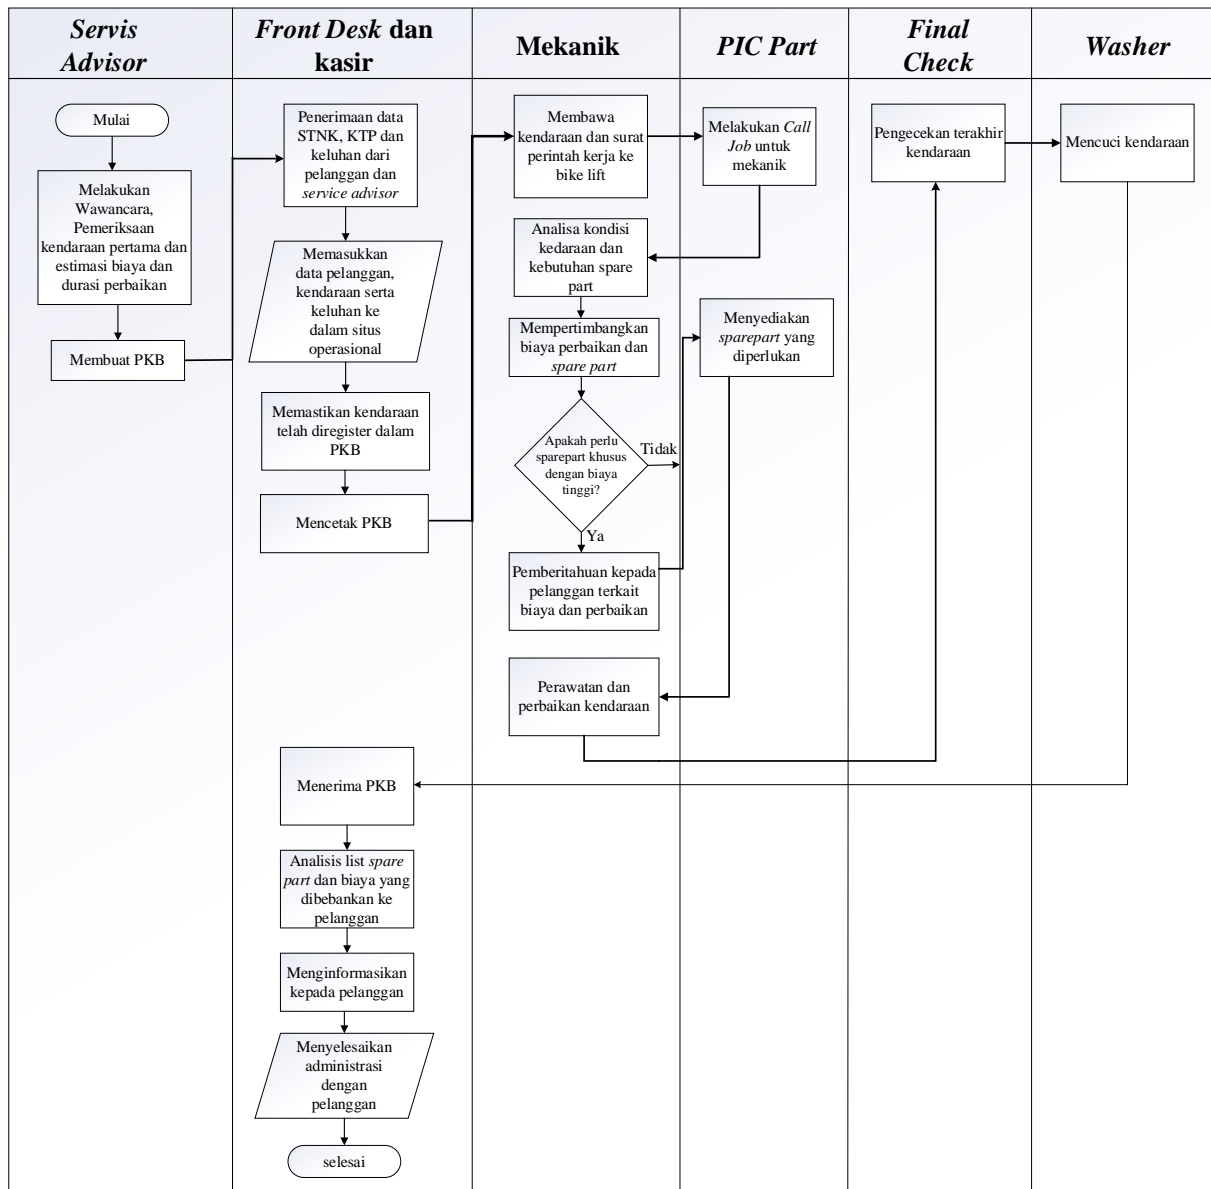 Servis
Advisor
Front Desk dan
kasir
Mekanik
PIC Part
Final
Check
Washer
Mulai
Melakukan
Wawancara,
Pemeriksaan
kendaraan pertama dan
estimasi biaya dan
durasi perbaikan
Membuat PKB
Penerimaan data
STNK, KTP dan
keluhan dari
pelanggan dan
service advisor
Memasukkan
data pelanggan,
kendaraan serta
keluhan ke
dalam situs
operasional
Memastikan kendaraan
telah diregister dalam
PKB
Mencetak PKB
Membawa
kendaraan dan surat
perintah kerja ke
bike lift
Melakukan Call
Job untuk
mekanik
Analisa kondisi
kedaraan dan
kebutuhan spare
part
Mempertimbangkan
biaya perbaikan dan
spare part
Apakah perlu
sparepart khusus
dengan biaya
tinggi?
Tidak
Ya
Pemberitahuan kepada
pelanggan terkait
biaya dan perbaikan
Menyediakan
sparepart yang
diperlukan
Perawatan dan
perbaikan kendaraan
Pengecekan terakhir
kendaraan
Mencuci kendaraan
Menerima PKB
Analisis list spare
part dan biaya yang
dibebankan ke
pelanggan
Menginformasikan
kepada pelanggan
Menyelesaikan
administrasi
dengan
pelanggan
selesai